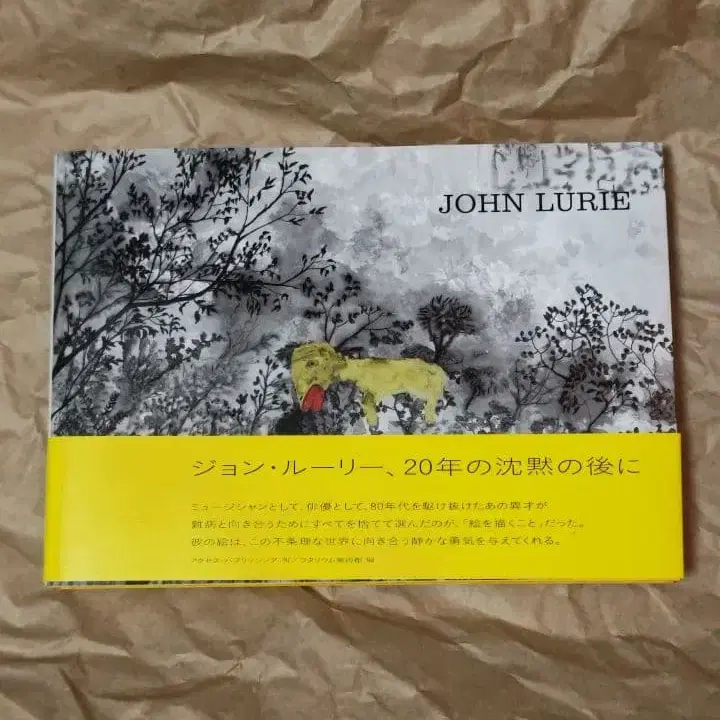 JOHN LURIE
ジョン・ルーリー、20年の沈黙の後に
ミュージシャンとして、俳優として、80年代を駆け抜けたあの異才が
難病と向き合うためにすべてを捨てて選んだのが、「絵を描くこと」だった。
彼の絵は、この不条理な世界に向き合う静かな勇気を与えてくれる。